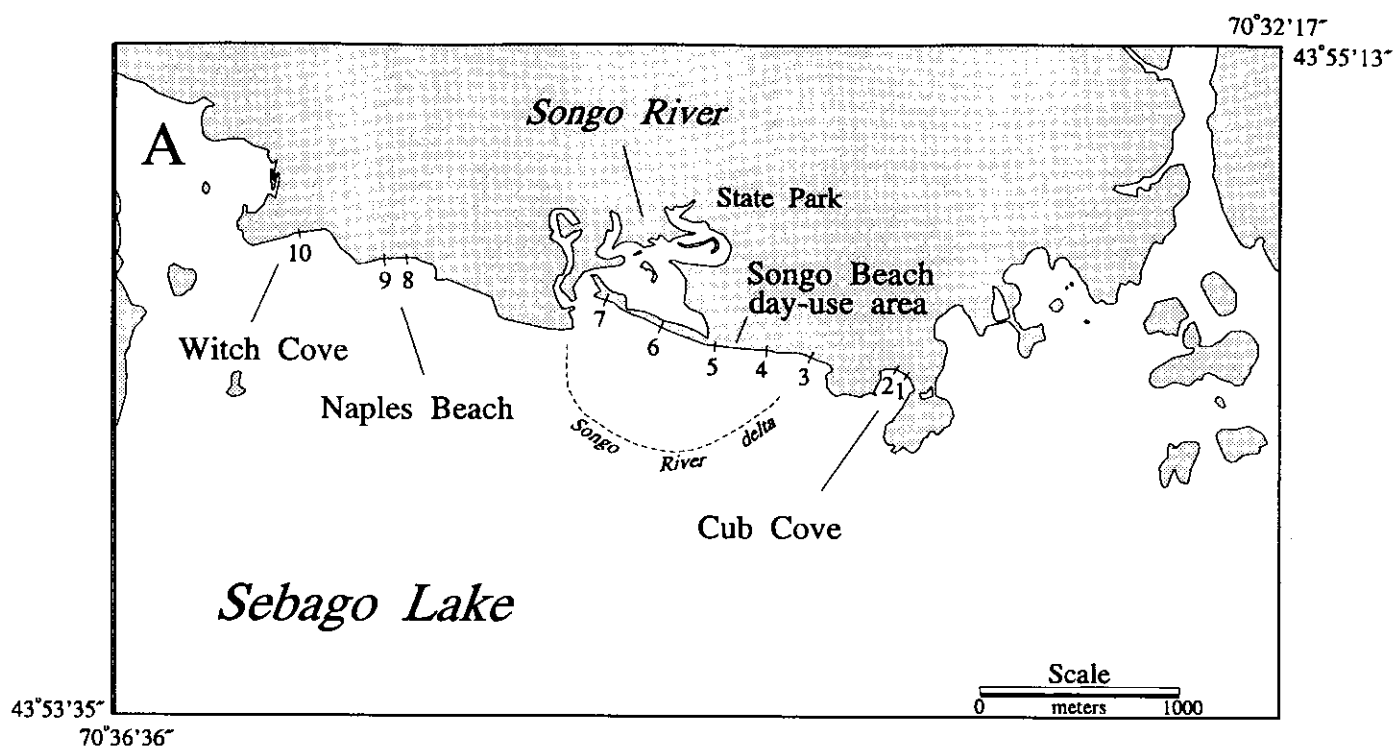 70°32'17"
43°55'13"
A
Songo River
State Park
Songo Beach
day-use area
10
9 8
7
6
5
4
3
2 1
Witch Cove
Naples Beach
Songo River delta
Cub Cove
Sebago Lake
Scale
0 meters 1000
43°53'35"
70°36'36"